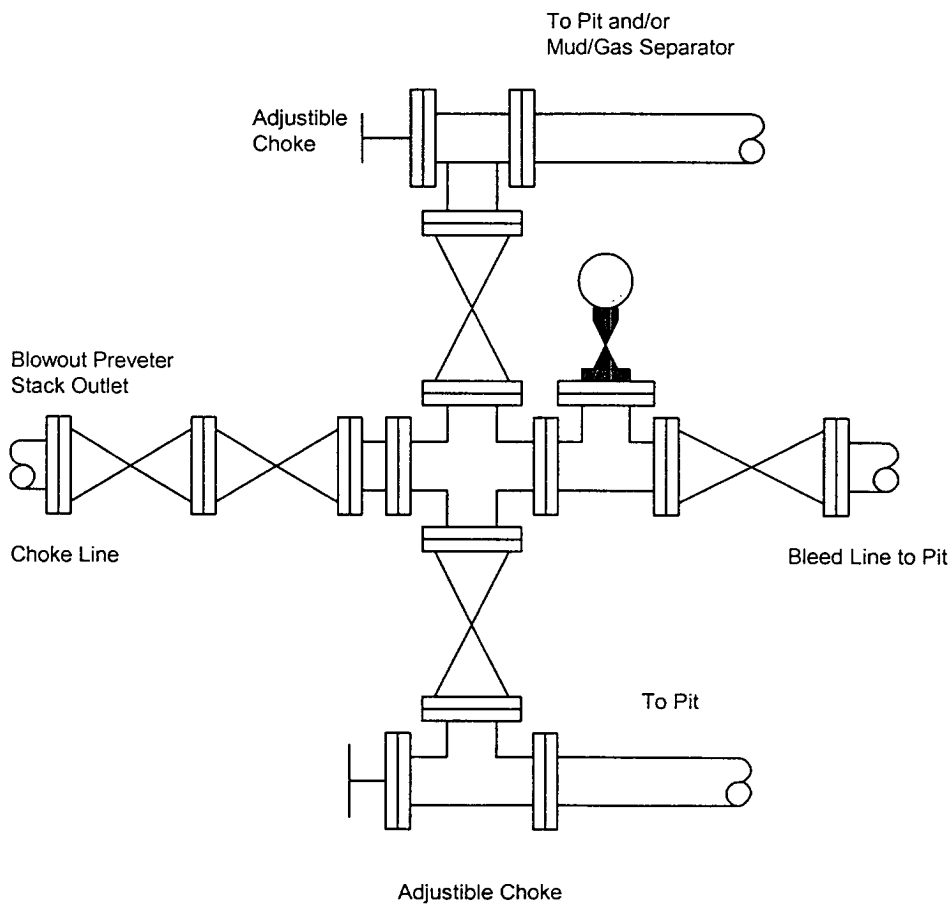 To Pit and/or
Mud/Gas Separator
Adjustible
Choke
Blowout Preveter
Stack Outlet
Choke Line
Bleed Line to Pit
To Pit
Adjustible Choke